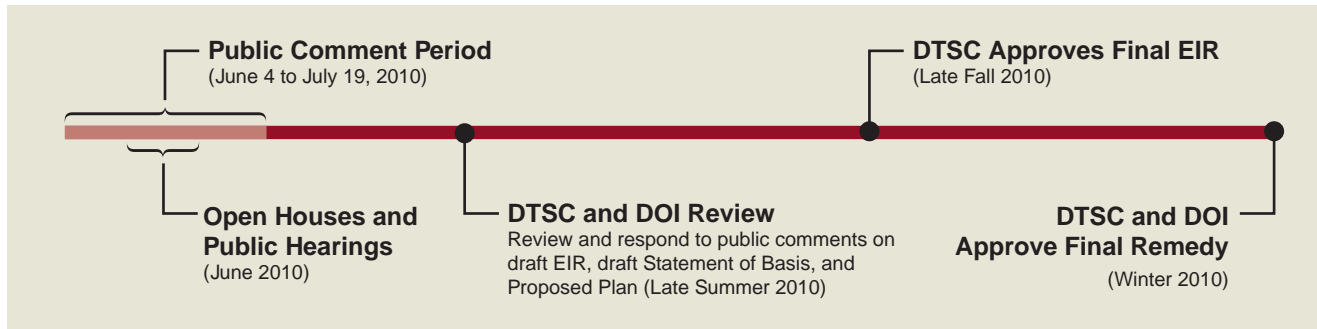 Public Comment Period
(June 4 to July 19, 2010)
DTSC Approves Final EIR
(Late Fall 2010)
Open Houses and
Public Hearings
(June 2010)
DTSC and DOI Review
Review and respond to public comments on
draft EIR, draft Statement of Basis, and
Proposed Plan (Late Summer 2010)
DTSC and DOI
Approve Final Remedy
(Winter 2010)